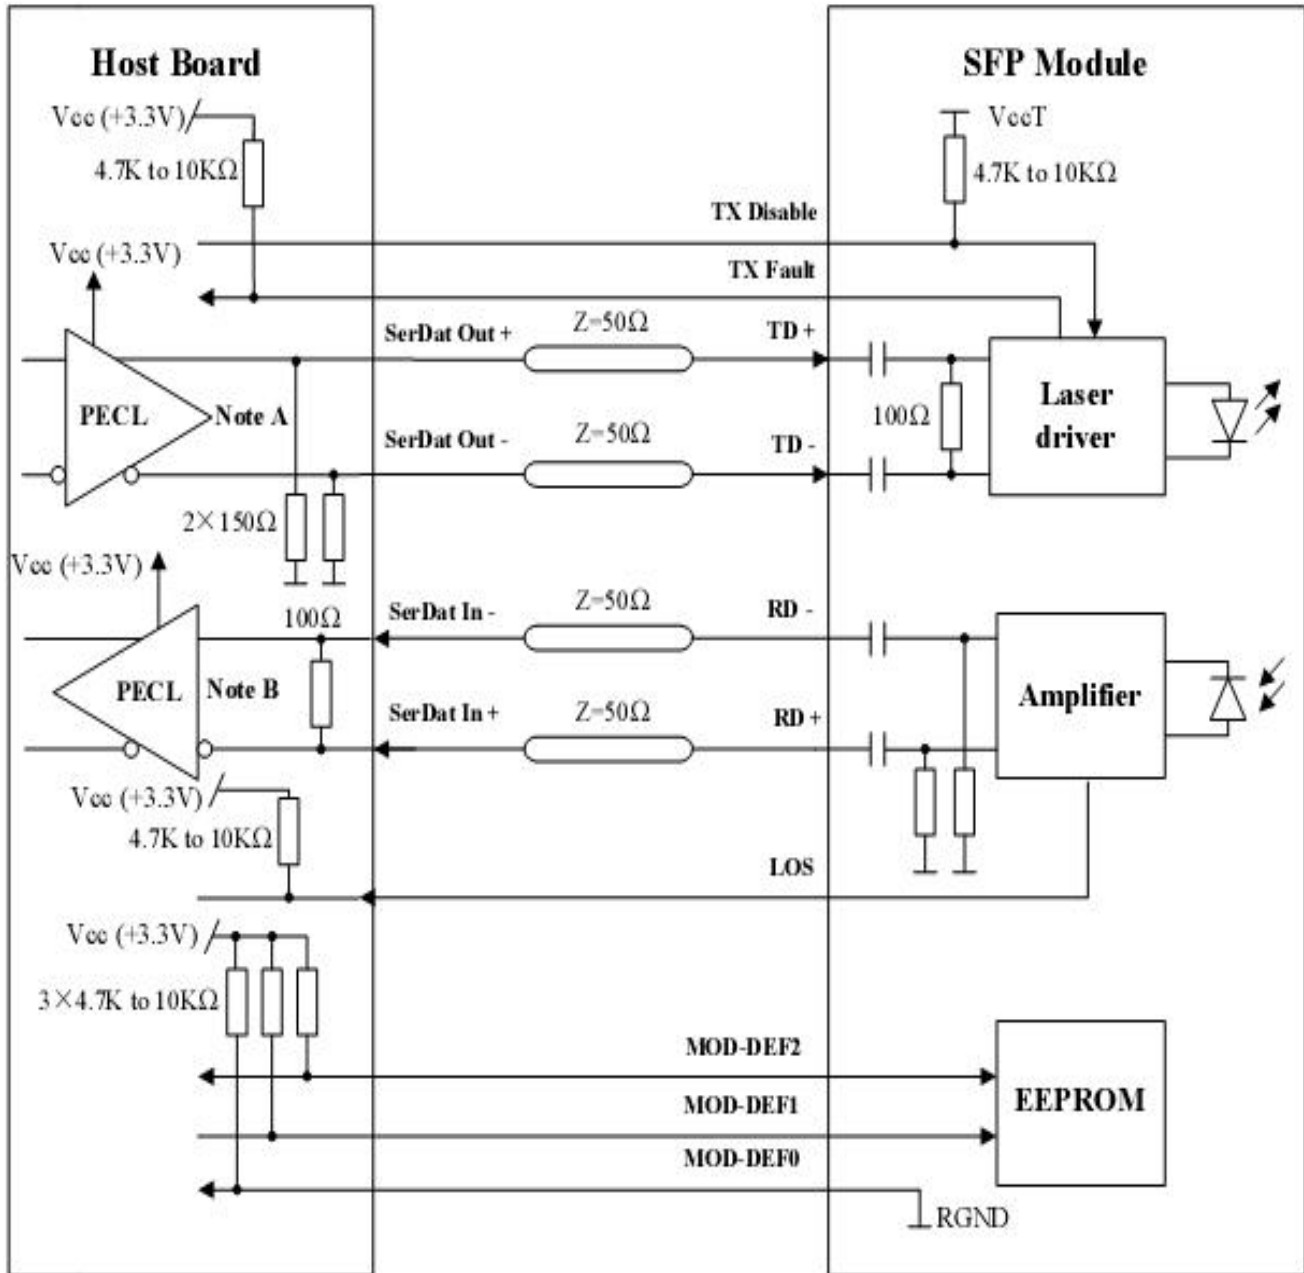 Host Board
SFP Module
Vcc (+3.3V)
VccT
4.7K to 10KΩ
4.7K to 10KΩ
TX Disable
Vcc (+3.3V)
TX Fault
SerDat Out +
Z=50Ω
TD +
PECL
Note A
100Ω
Laser
driver
SerDat Out -
Z=50Ω
TD -
2×150Ω
Vcc (+3.3V)
100Ω
SerDat In -
Z=50Ω
RD -
PECL
Note B
Amplifier
SerDat In +
Z=50Ω
RD +
Vcc (+3.3V)
4.7K to 10KΩ
LOS
Vcc (+3.3V)
3×4.7K to 10KΩ
MOD-DEF2
EEPROM
MOD-DEF1
MOD-DEF0
RGND